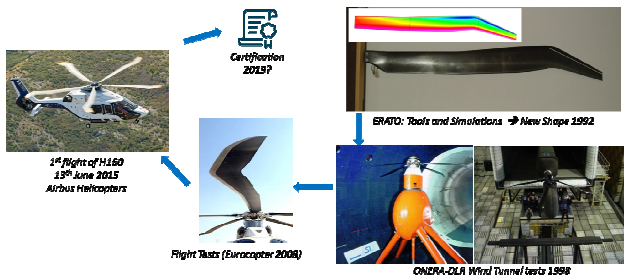 Certification
2019?
ERATO: Tools and Simulations → New Shape 1992
1st flight of H160
13th June 2015
Airbus Helicopters
Flight Tests (Eurocopter 2008)
ONERA-DLR Wind Tunnel tests 1998